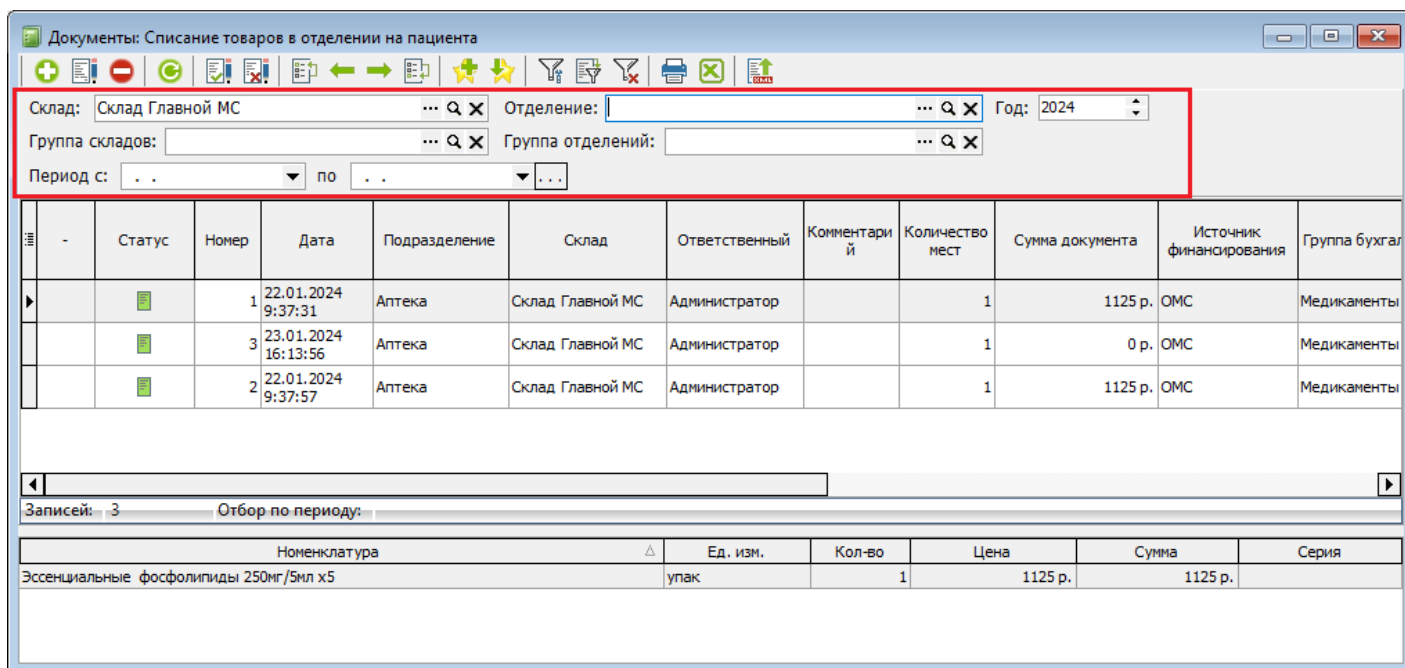 Документы: Списание товаров в отделении на пациента
Склад: Склад Главной МС ... Отделение: ... Год: 2024
Группа складов: ... Группа отделений: ...
Период с: . . по . . ...
- Статус Номер Дата Подразделение Склад Ответственный Комментари й Количество мест Сумма документа Источник финансирования Группа бухгал
1 22.01.2024 9:37:31 Аптека Склад Главной МС Администратор 1 1125 р. ОМС Медикаменты
3 23.01.2024 16:13:56 Аптека Склад Главной МС Администратор 1 0 р. ОМС Медикаменты
2 22.01.2024 9:37:57 Аптека Склад Главной МС Администратор 1 1125 р. ОМС Медикаменты
Записей: 3 Отбор по периоду:
Номенклатура Ед. изм. Кол-во Цена Сумма Серия
Эссенциальные фосфолипиды 250мг/5мл x5 упак 1 1125 р. 1125 р.